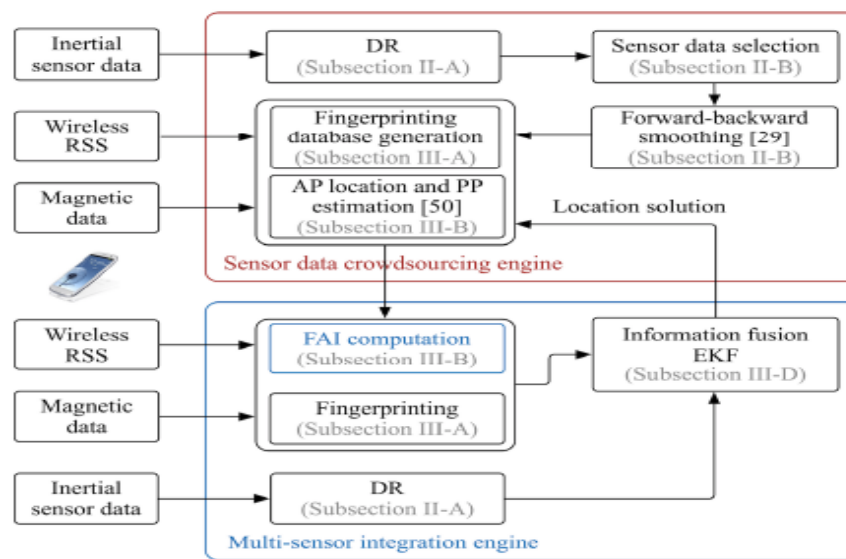 Inertial
sensor data
DR
(Subsection II-A)
Sensor data selection
(Subsection II-B)
Wireless
RSS
Fingerprinting
database generation
(Subsection III-A)
Forward-backward
smoothing [29]
(Subsection II-B)
Magnetic
data
AP location and PP
estimation [50]
(Subsection III-B)
Location solution
Sensor data crowdsourcing engine
Wireless
RSS
FAI computation
(Subsection III-B)
Information fusion
EKF
(Subsection III-D)
Magnetic
data
Fingerprinting
(Subsection III-A)
Inertial
sensor data
DR
(Subsection II-A)
Multi-sensor integration engine